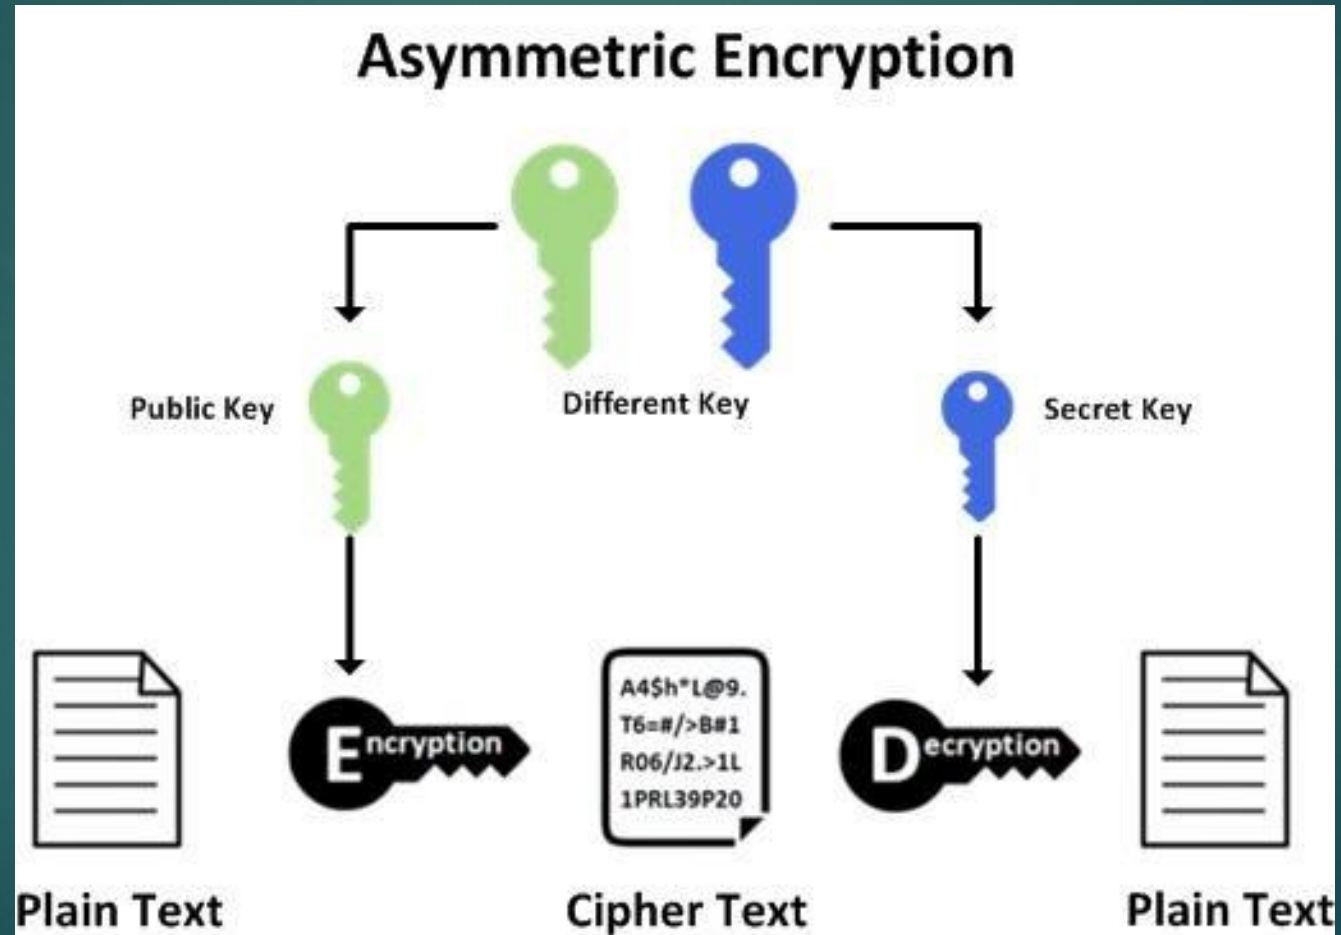 Asymmetric Encryption
Public Key
Different Key
Secret Key
Encryption
A4$h*L@9.
T6=#/>B#1
R06/J2.>1L
1PRL39P20
Decryption
Plain Text
Cipher Text
Plain Text